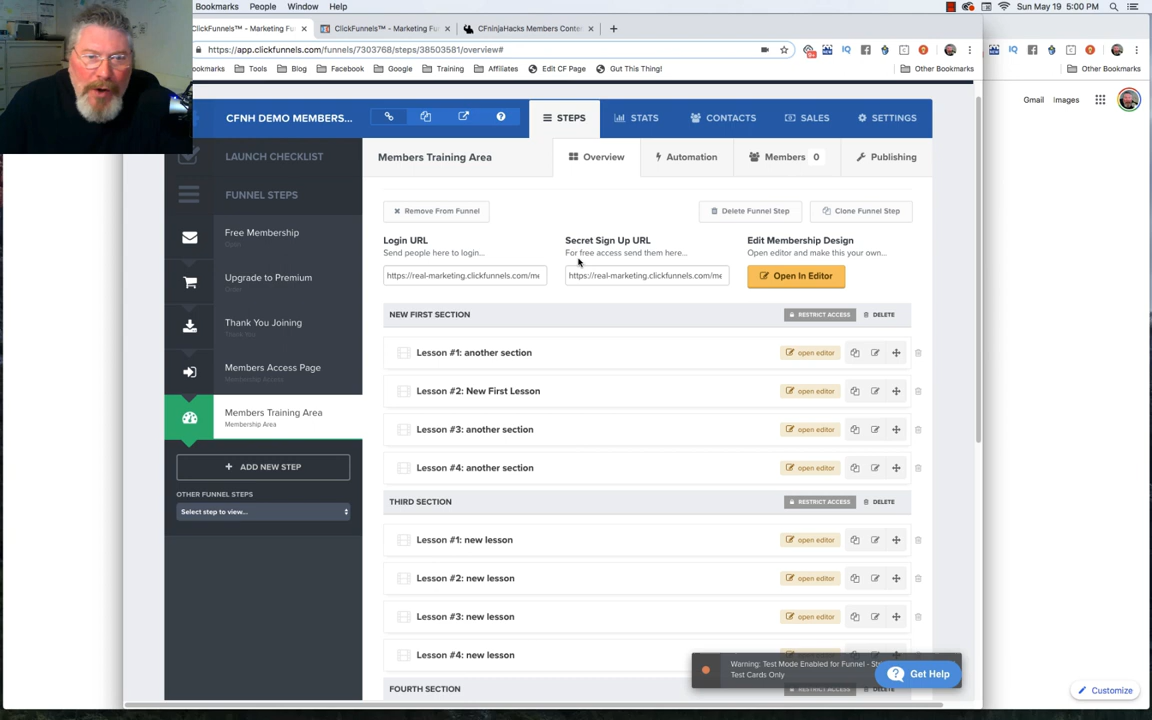 Bookmarks People Window Help
Sun May 19 5:00 PM
ClickFunnels™ - Marketing Fu
ClickFunnels™ - Marketing Fun
CFninjaHacks Members Conte
https://app.clickfunnels.com/funnels/7303768/steps/38503581/overview#
okmarks Tools Blog Facebook Google Training Affiliates Edit CF Page Gut This Thing! Other Bookmarks
Other Bookmarks
Gmail Images
CFNH DEMO MEMBERS...
STEPS STATS CONTACTS SALES SETTINGS
LAUNCH CHECKLIST
Members Training Area
Overview Automation Members 0 Publishing
FUNNEL STEPS
Free Membership
Upgrade to Premium
Thank You Joining
Members Access Page
Membership Access
Members Training Area
Membership Area
+ ADD NEW STEP
OTHER FUNNEL STEPS
Select step to view...
Remove From Funnel Delete Funnel Step Clone Funnel Step
Login URL
Send people here to login...
https://real-marketing.clickfunnels.com/me
Secret Sign Up URL
For free access send them here...
https://real-marketing.clickfunnels.com/me
Edit Membership Design
Open editor and make this your own...
Open In Editor
NEW FIRST SECTION RESTRICT ACCESS DELETE
Lesson #1: another section open editor
Lesson #2: New First Lesson open editor
Lesson #3: another section open editor
Lesson #4: another section open editor
THIRD SECTION RESTRICT ACCESS DELETE
Lesson #1: new lesson open editor
Lesson #2: new lesson open editor
Lesson #3: new lesson open editor
Lesson #4: new lesson
FOURTH SECTION
Warning: Test Mode Enabled for Funnel - St
Test Cards Only
Get Help
Customize